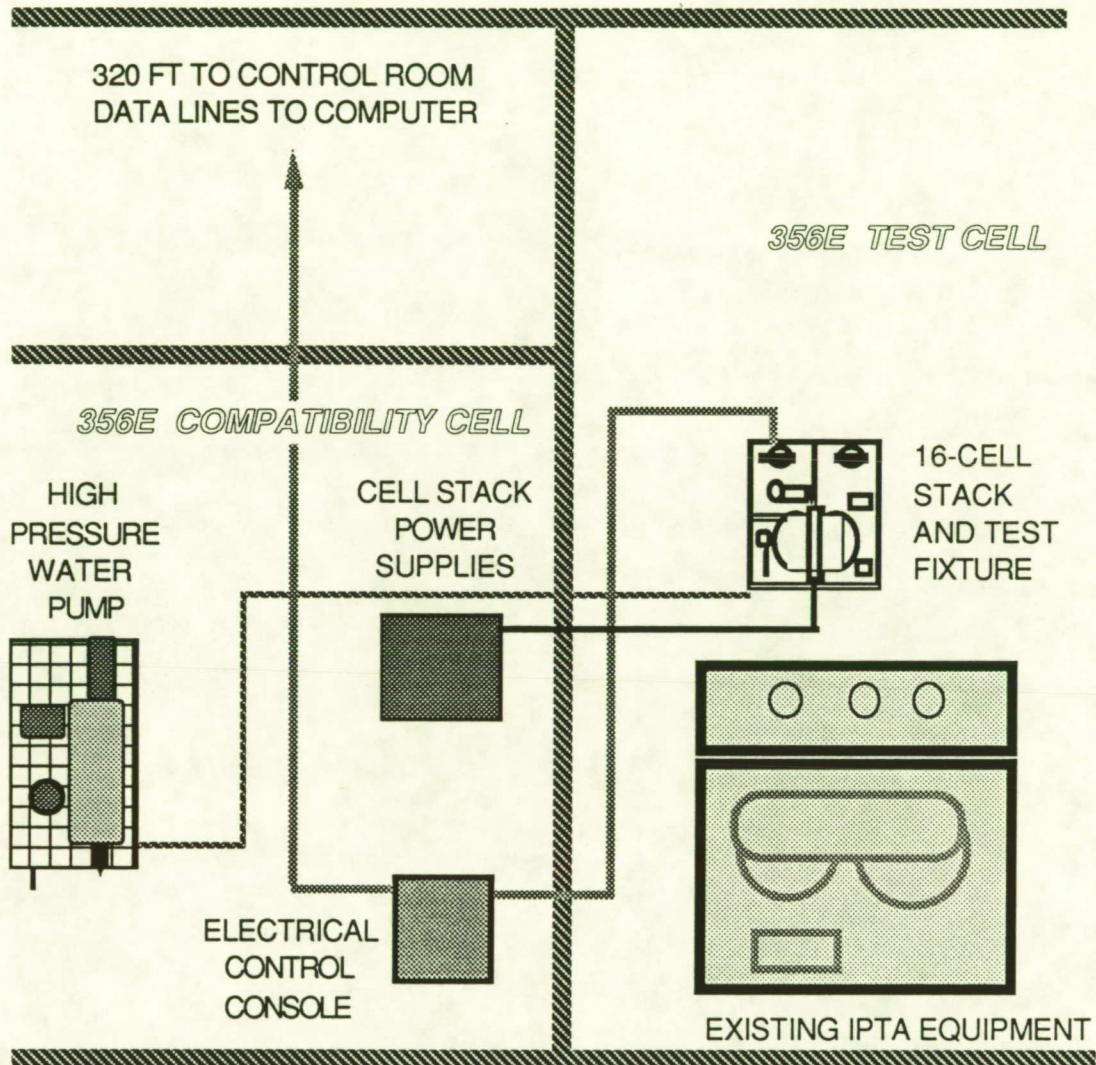 320 FT TO CONTROL ROOM
DATA LINES TO COMPUTER
356E TEST CELL
356E COMPATIBILITY CELL
HIGH
PRESSURE
WATER
PUMP
CELL STACK
POWER
SUPPLIES
16-CELL
STACK
AND TEST
FIXTURE
ELECTRICAL
CONTROL
CONSOLE
EXISTING IPTA EQUIPMENT